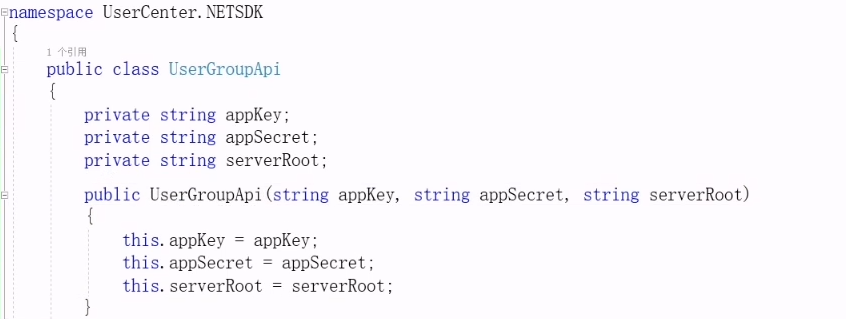 namespace UserCenter.NETSDK
{
1 个引用
public class UserGroupApi
{
private string appKey;
private string appSecret;
private string serverRoot;
public UserGroupApi(string appKey, string appSecret, string serverRoot)
{
this.appKey = appKey;
this.appSecret = appSecret;
this.serverRoot = serverRoot;
}